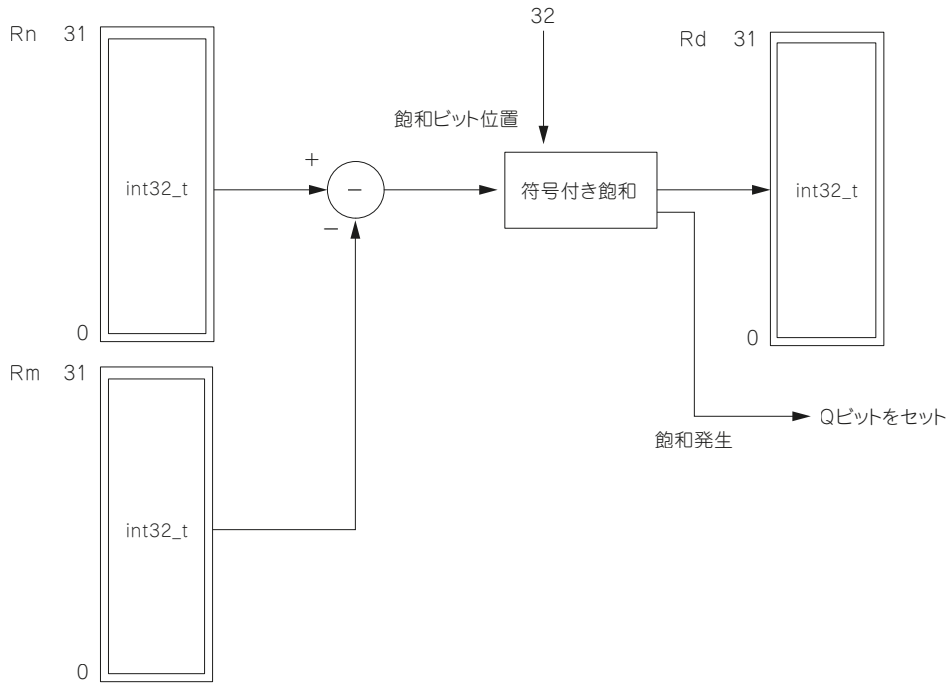 Rn 31
int32_t
0
Rm 31
int32_t
0
+
−
−
32
飽和ビット位置
符号付き飽和
Rd 31
int32_t
0
飽和発生
Qビットをセット